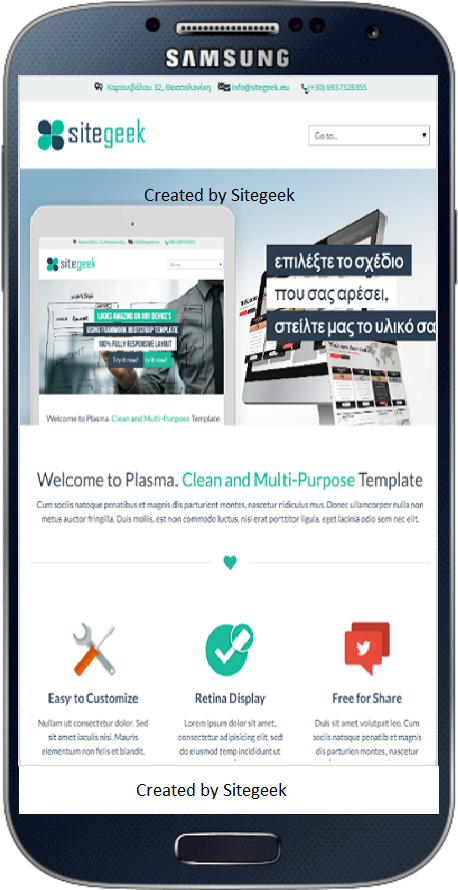 SAMSUNG
Καρανιβάλου 32, Θεσσαλονίκη info@sitegeek.eu (+30) 6937328355
sitegeek
Go to...
Created by Sitegeek
sitegeek
LOOKS AMAZING ON ANY DEVICE'S
USING FRAMWORK BOOTSTRAP TEMPLATE
100% FULLY RESPONSIVE LAYOUT
Try it now!
Welcome to Plasma. Clean and Multi-Purpose Template
επιλέξτε το σχέδιο
που σας αρέσει,
στείλτε μας το υλικό σα
Welcome to Plasma. Clean and Multi-Purpose Template
Cum sociis natoque penatibus et magnis dis parturient montes, nascetur ridiculus mus. Donec ullamcorper nulla non
metus auctor fringilla. Duis mollis, est non commodo luctus, nisi erat porttitor ligula, eget lacinia odio sem nec elit.
Easy to Customize
Nullam ut consectetur dolor. Sed
sit amet iaculis nisi. Mauris
elementum non felis et blandit.
Retina Display
Lorem ipsum dolor sit amet,
consectetur adipisicing elit, sed
do eiusmod temp incididunt ut
Free for Share
Duis sit amet volutpat leo. Cum
sociis natoque penatib et magnis
dis parturien montes, nascetur
Created by Sitegeek